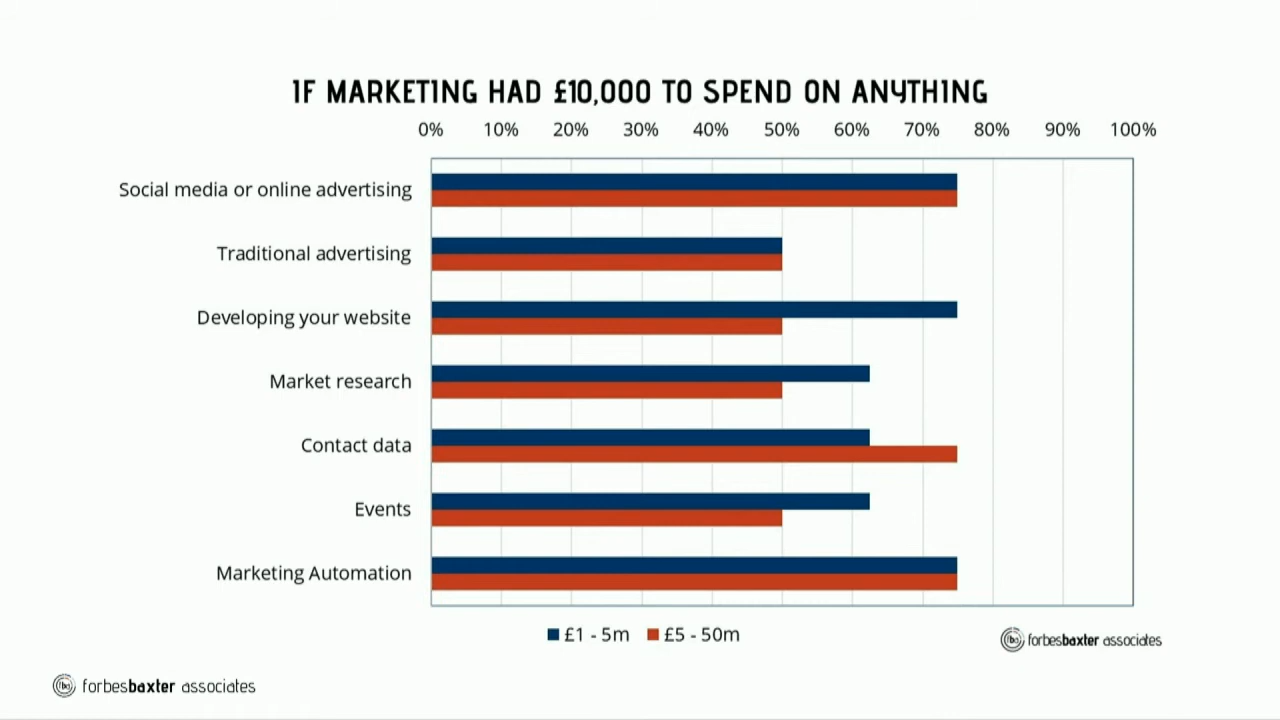 IF MARKETING HAD £10,000 TO SPEND ON ANYTHING
0% 10% 20% 30% 40% 50% 60% 70% 80% 90% 100%
Social media or online advertising
Traditional advertising
Developing your website
Market research
Contact data
Events
Marketing Automation
£1 - 5m £5 - 50m
fba forbesbaxter associates
fba forbesbaxter associates